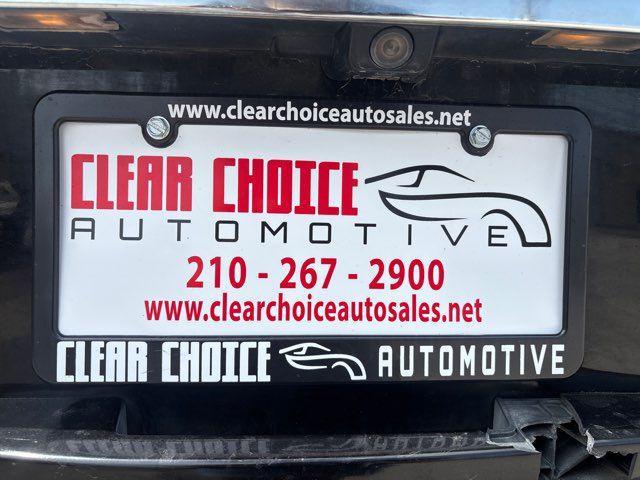 www.clearchoiceautosales.net
CLEAR CHOICE
AUTOMOTIVE
210 - 267 - 2900
www.clearchoiceautosales.net
CLEAR CHOICE AUTOMOTIVE